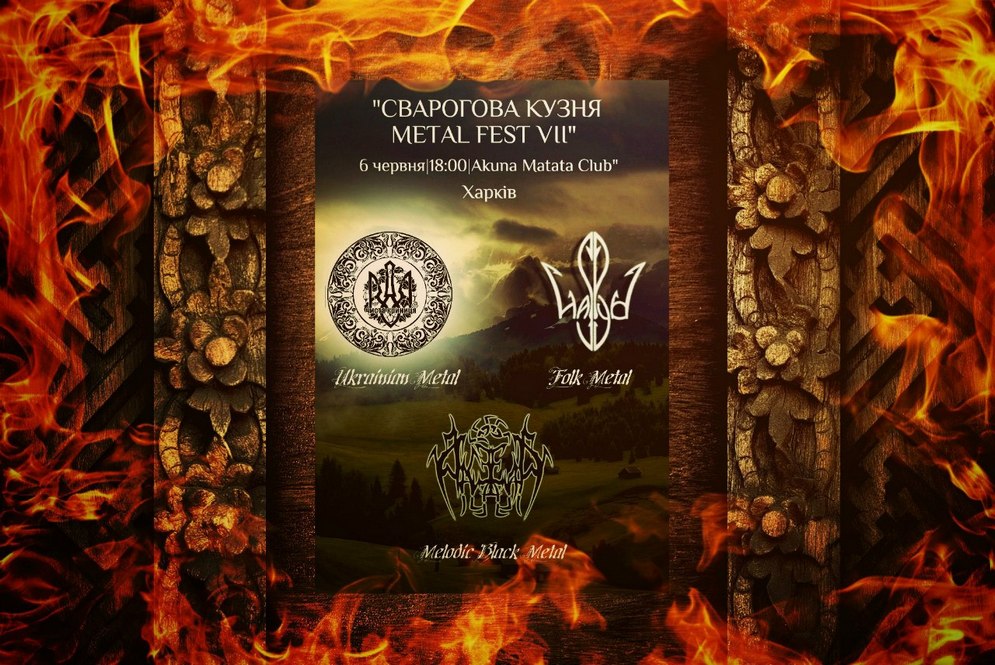 "СВАРОГОВА КУЗНЯ
METAL FEST VII"
6 червня|18:00|Akuna Matata Club"
Харків
Ukrainian Metal
Folk Metal
Melodic Black Metal